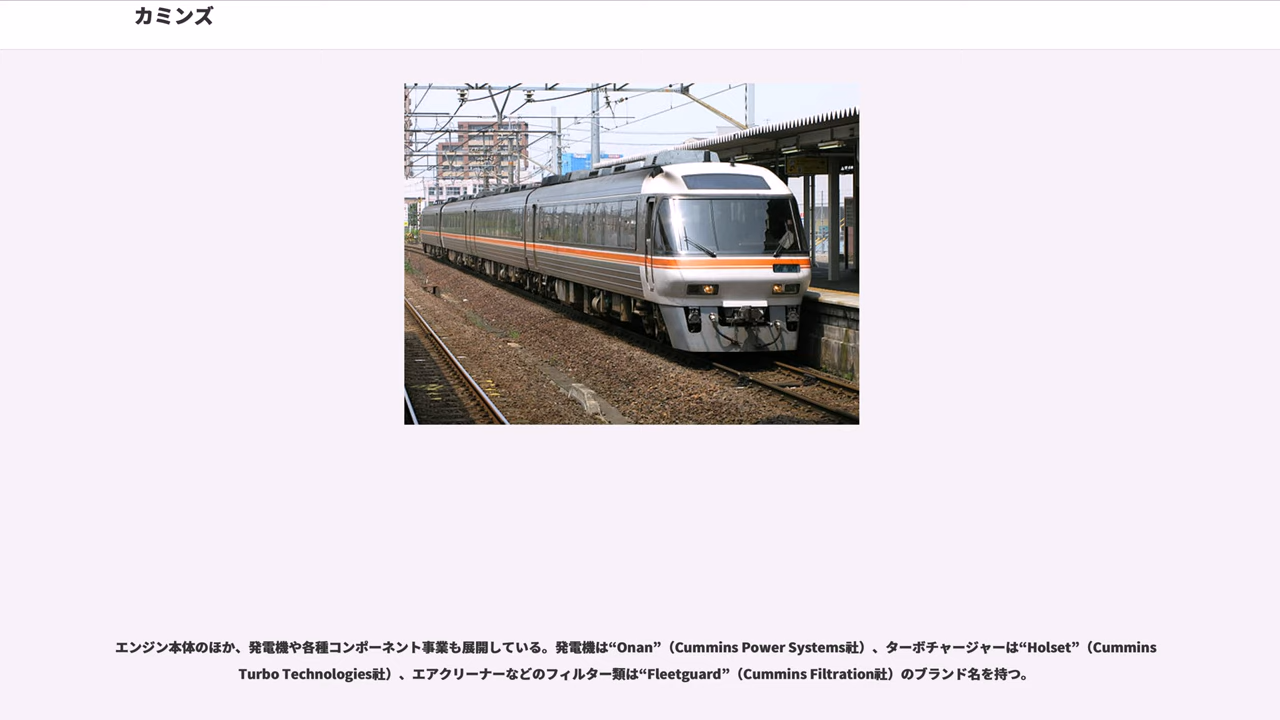 カミンズ
エンジン本体のほか、発電機や各種コンポーネント事業も展開している。発電機は“Onan”（Cummins Power Systems社）、ターボチャージャーは“Holset”（Cummins
Turbo Technologies社）、エアクリーナーなどのフィルター類は“Fleetguard”（Cummins Filtration社）のブランド名を持つ。